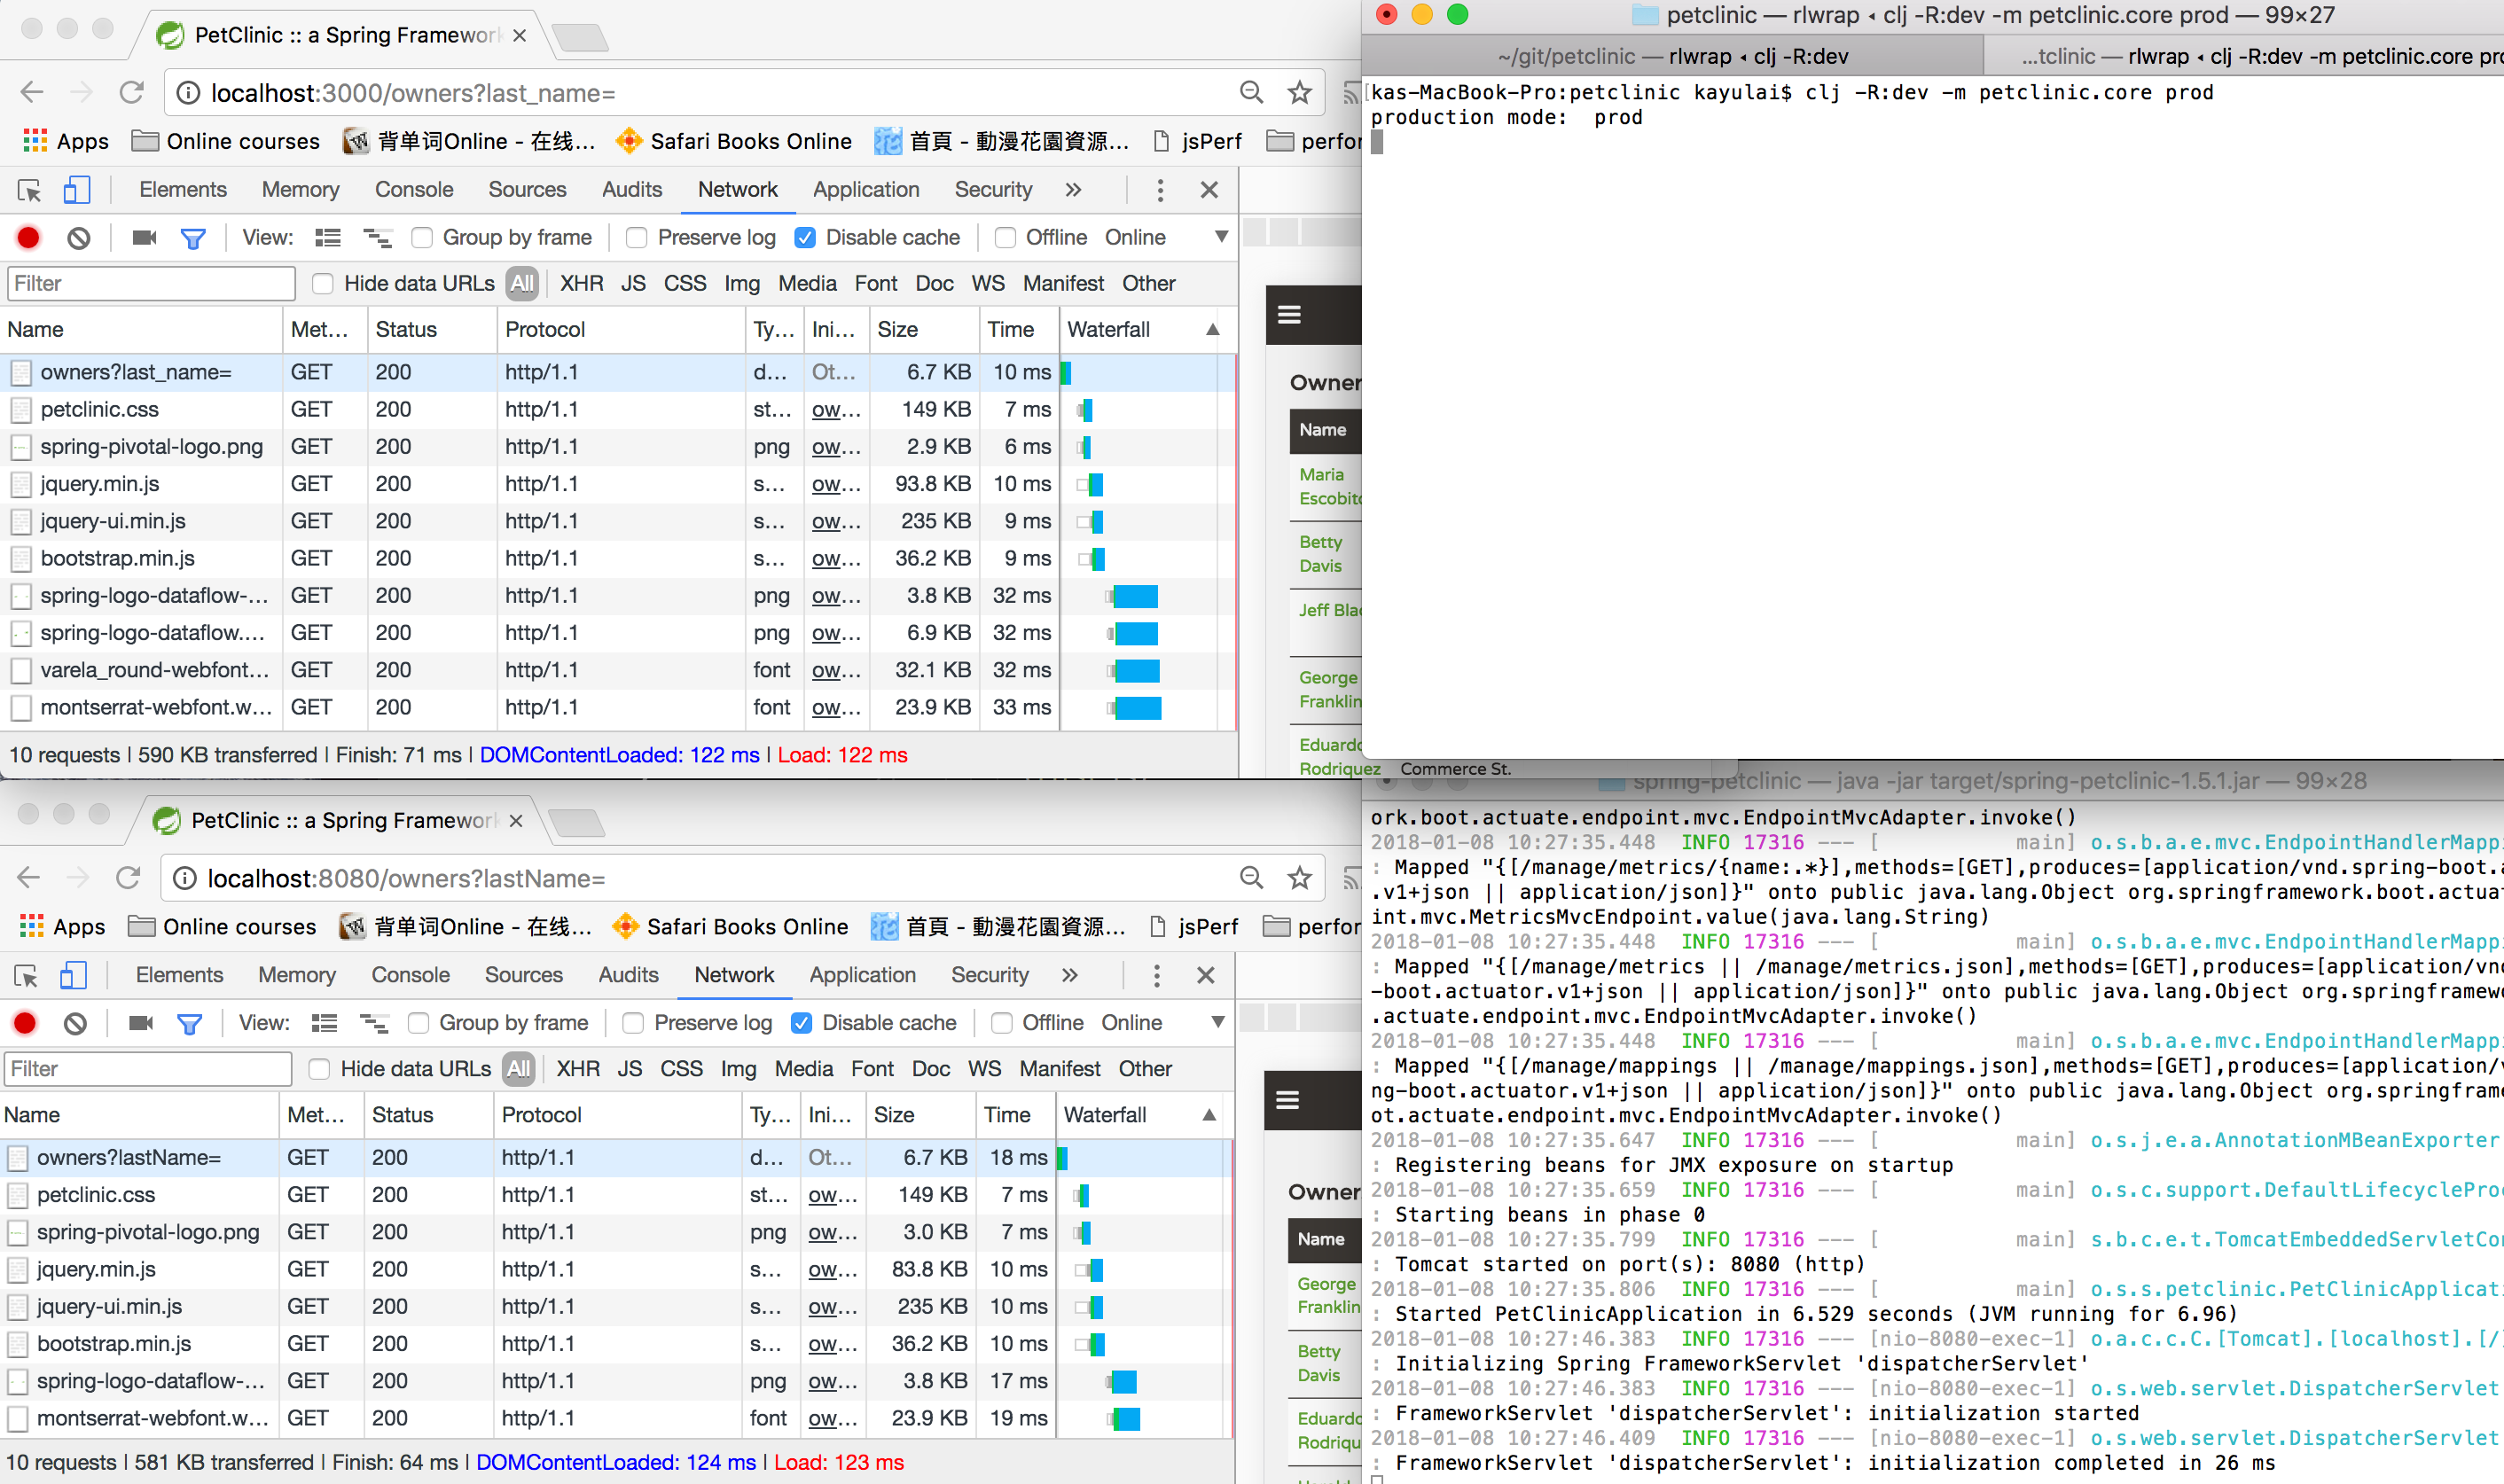 PetClinic :: a Spring Framework
localhost:3000/owners?last_name=
Apps Online courses 背单词Online - 在线... Safari Books Online 首頁 - 動漫花園資源... jsPerf perfor
Elements Memory Console Sources Audits Network Application Security »
View: Group by frame Preserve log Disable cache Offline Online
Filter Hide data URLs All XHR JS CSS Img Media Font Doc WS Manifest Other
Name Met... Status Protocol Ty... Ini... Size Time Waterfall
owners?last_name= GET 200 http/1.1 d... Ot... 6.7 KB 10 ms
petclinic.css GET 200 http/1.1 st... ow... 149 KB 7 ms
spring-pivotal-logo.png GET 200 http/1.1 png ow... 2.9 KB 6 ms
jquery.min.js GET 200 http/1.1 s... ow... 93.8 KB 10 ms
jquery-ui.min.js GET 200 http/1.1 s... ow... 235 KB 9 ms
bootstrap.min.js GET 200 http/1.1 s... ow... 36.2 KB 9 ms
spring-logo-dataflow-... GET 200 http/1.1 png ow... 3.8 KB 32 ms
spring-logo-dataflow.... GET 200 http/1.1 png ow... 6.9 KB 32 ms
varela_round-webfont... GET 200 http/1.1 font ow... 32.1 KB 32 ms
montserrat-webfont.w... GET 200 http/1.1 font ow... 23.9 KB 33 ms
10 requests | 590 KB transferred | Finish: 71 ms | DOMContentLoaded: 122 ms | Load: 122 ms
Owner
Name
Maria
Escobito
Betty
Davis
Jeff Blac
George
Franklin
Eduardo
Rodriquez Commerce St.
petclinic — rlwrap ◂ clj -R:dev -m petclinic.core prod — 99×27
~/git/petclinic — rlwrap ◂ clj -R:dev
...tclinic — rlwrap ◂ clj -R:dev -m petclinic.core pro
[kas-MacBook-Pro:petclinic kayulai$ clj -R:dev -m petclinic.core prod
production mode:  prod
PetClinic :: a Spring Framework
localhost:8080/owners?lastName=
Apps Online courses 背单词Online - 在线... Safari Books Online 首頁 - 動漫花園資源... jsPerf perfor
Elements Memory Console Sources Audits Network Application Security »
View: Group by frame Preserve log Disable cache Offline Online
Filter Hide data URLs All XHR JS CSS Img Media Font Doc WS Manifest Other
Name Met... Status Protocol Ty... Ini... Size Time Waterfall
owners?lastName= GET 200 http/1.1 d... Ot... 6.7 KB 18 ms
petclinic.css GET 200 http/1.1 st... ow... 149 KB 7 ms
spring-pivotal-logo.png GET 200 http/1.1 png ow... 3.0 KB 7 ms
jquery.min.js GET 200 http/1.1 s... ow... 83.8 KB 10 ms
jquery-ui.min.js GET 200 http/1.1 s... ow... 235 KB 10 ms
bootstrap.min.js GET 200 http/1.1 s... ow... 36.2 KB 10 ms
spring-logo-dataflow-... GET 200 http/1.1 png ow... 3.8 KB 17 ms
montserrat-webfont.w... GET 200 http/1.1 font ow... 23.9 KB 19 ms
10 requests | 581 KB transferred | Finish: 64 ms | DOMContentLoaded: 124 ms | Load: 123 ms
Owner
Name
George
Franklin
Betty
Davis
Eduardo
Rodriqu
spring-petclinic — java -jar target/spring-petclinic-1.5.1.jar — 99×28
ork.boot.actuate.endpoint.mvc.EndpointMvcAdapter.invoke()
2018-01-08 10:27:35.448  INFO 17316 --- [           main] o.s.b.a.e.mvc.EndpointHandlerMappi
: Mapped "{[/manage/metrics/{name:.*}],methods=[GET],produces=[application/vnd.spring-boot.a
.v1+json || application/json]}" onto public java.lang.Object org.springframework.boot.actuat
int.mvc.MetricsMvcEndpoint.value(java.lang.String)
2018-01-08 10:27:35.448  INFO 17316 --- [           main] o.s.b.a.e.mvc.EndpointHandlerMappi
: Mapped "{[/manage/metrics || /manage/metrics.json],methods=[GET],produces=[application/vnd
-boot.actuator.v1+json || application/json]}" onto public java.lang.Object org.springframewo
.actuate.endpoint.mvc.EndpointMvcAdapter.invoke()
2018-01-08 10:27:35.448  INFO 17316 --- [           main] o.s.b.a.e.mvc.EndpointHandlerMappi
: Mapped "{[/manage/mappings || /manage/mappings.json],methods=[GET],produces=[application/v
ng-boot.actuator.v1+json || application/json]}" onto public java.lang.Object org.springframe
ot.actuate.endpoint.mvc.EndpointMvcAdapter.invoke()
2018-01-08 10:27:35.647  INFO 17316 --- [           main] o.s.j.e.a.AnnotationMBeanExporter
: Registering beans for JMX exposure on startup
2018-01-08 10:27:35.659  INFO 17316 --- [           main] o.s.c.support.DefaultLifecycleProc
: Starting beans in phase 0
2018-01-08 10:27:35.799  INFO 17316 --- [           main] s.b.c.e.t.TomcatEmbeddedServletCon
: Tomcat started on port(s): 8080 (http)
2018-01-08 10:27:35.806  INFO 17316 --- [           main] o.s.s.petclinic.PetClinicApplicati
: Started PetClinicApplication in 6.529 seconds (JVM running for 6.96)
2018-01-08 10:27:46.383  INFO 17316 --- [nio-8080-exec-1] o.a.c.c.C.[Tomcat].[localhost].[/]
: Initializing Spring FrameworkServlet 'dispatcherServlet'
2018-01-08 10:27:46.383  INFO 17316 --- [nio-8080-exec-1] o.s.web.servlet.DispatcherServlet
: FrameworkServlet 'dispatcherServlet': initialization started
2018-01-08 10:27:46.409  INFO 17316 --- [nio-8080-exec-1] o.s.web.servlet.DispatcherServlet
: FrameworkServlet 'dispatcherServlet': initialization completed in 26 ms